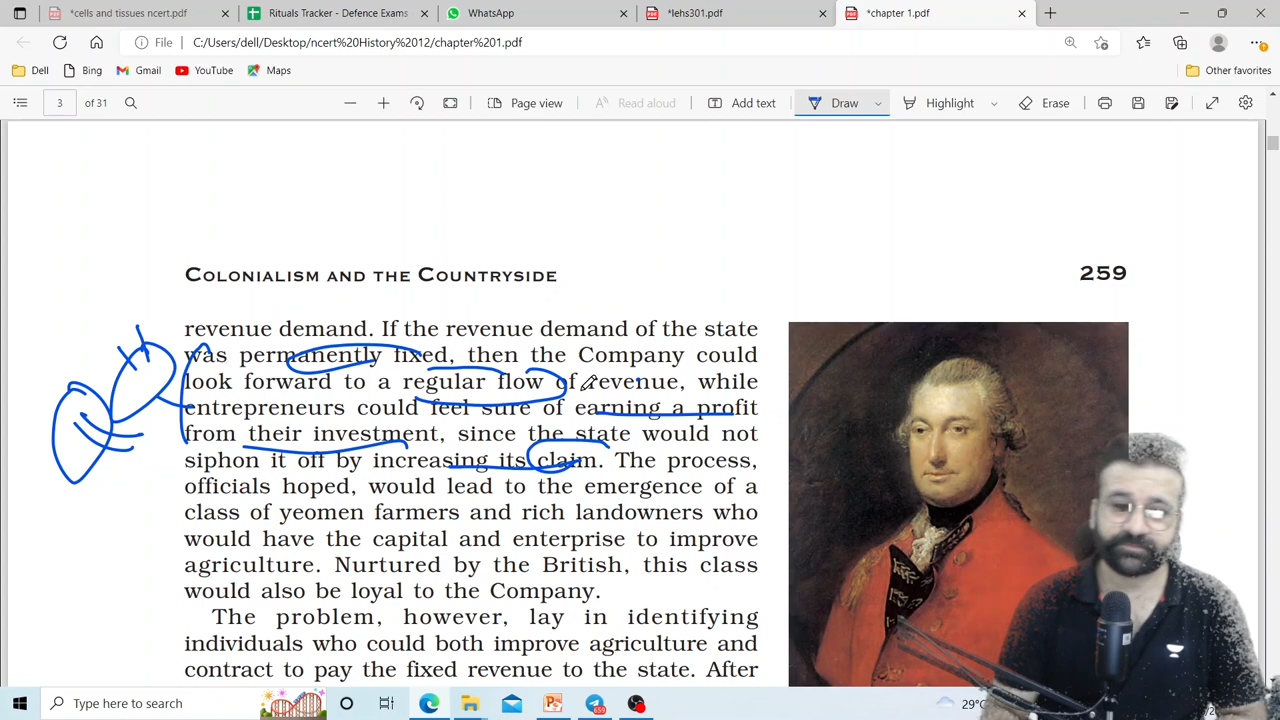 *cells and tissues ncert.pdf
Rituals Tracker - Defence Exams
WhatsApp
*lehs301.pdf
*chapter 1.pdf
File
C:/Users/dell/Desktop/ncert%20History%2012/chapter%201.pdf
Dell
Bing
Gmail
YouTube
Maps
Other favorites
3 of 31
Page view
Read aloud
Add text
Draw
Highlight
Erase
COLONIALISM AND THE COUNTRYSIDE
259
revenue demand. If the revenue demand of the state
was permanently fixed, then the Company could
look forward to a regular flow of revenue, while
entrepreneurs could feel sure of earning a profit
from their investment, since the state would not
siphon it off by increasing its claim. The process,
officials hoped, would lead to the emergence of a
class of yeomen farmers and rich landowners who
would have the capital and enterprise to improve
agriculture. Nurtured by the British, this class
would also be loyal to the Company.
The problem, however, lay in identifying
individuals who could both improve agriculture and
contract to pay the fixed revenue to the state. After
Type here to search
29°